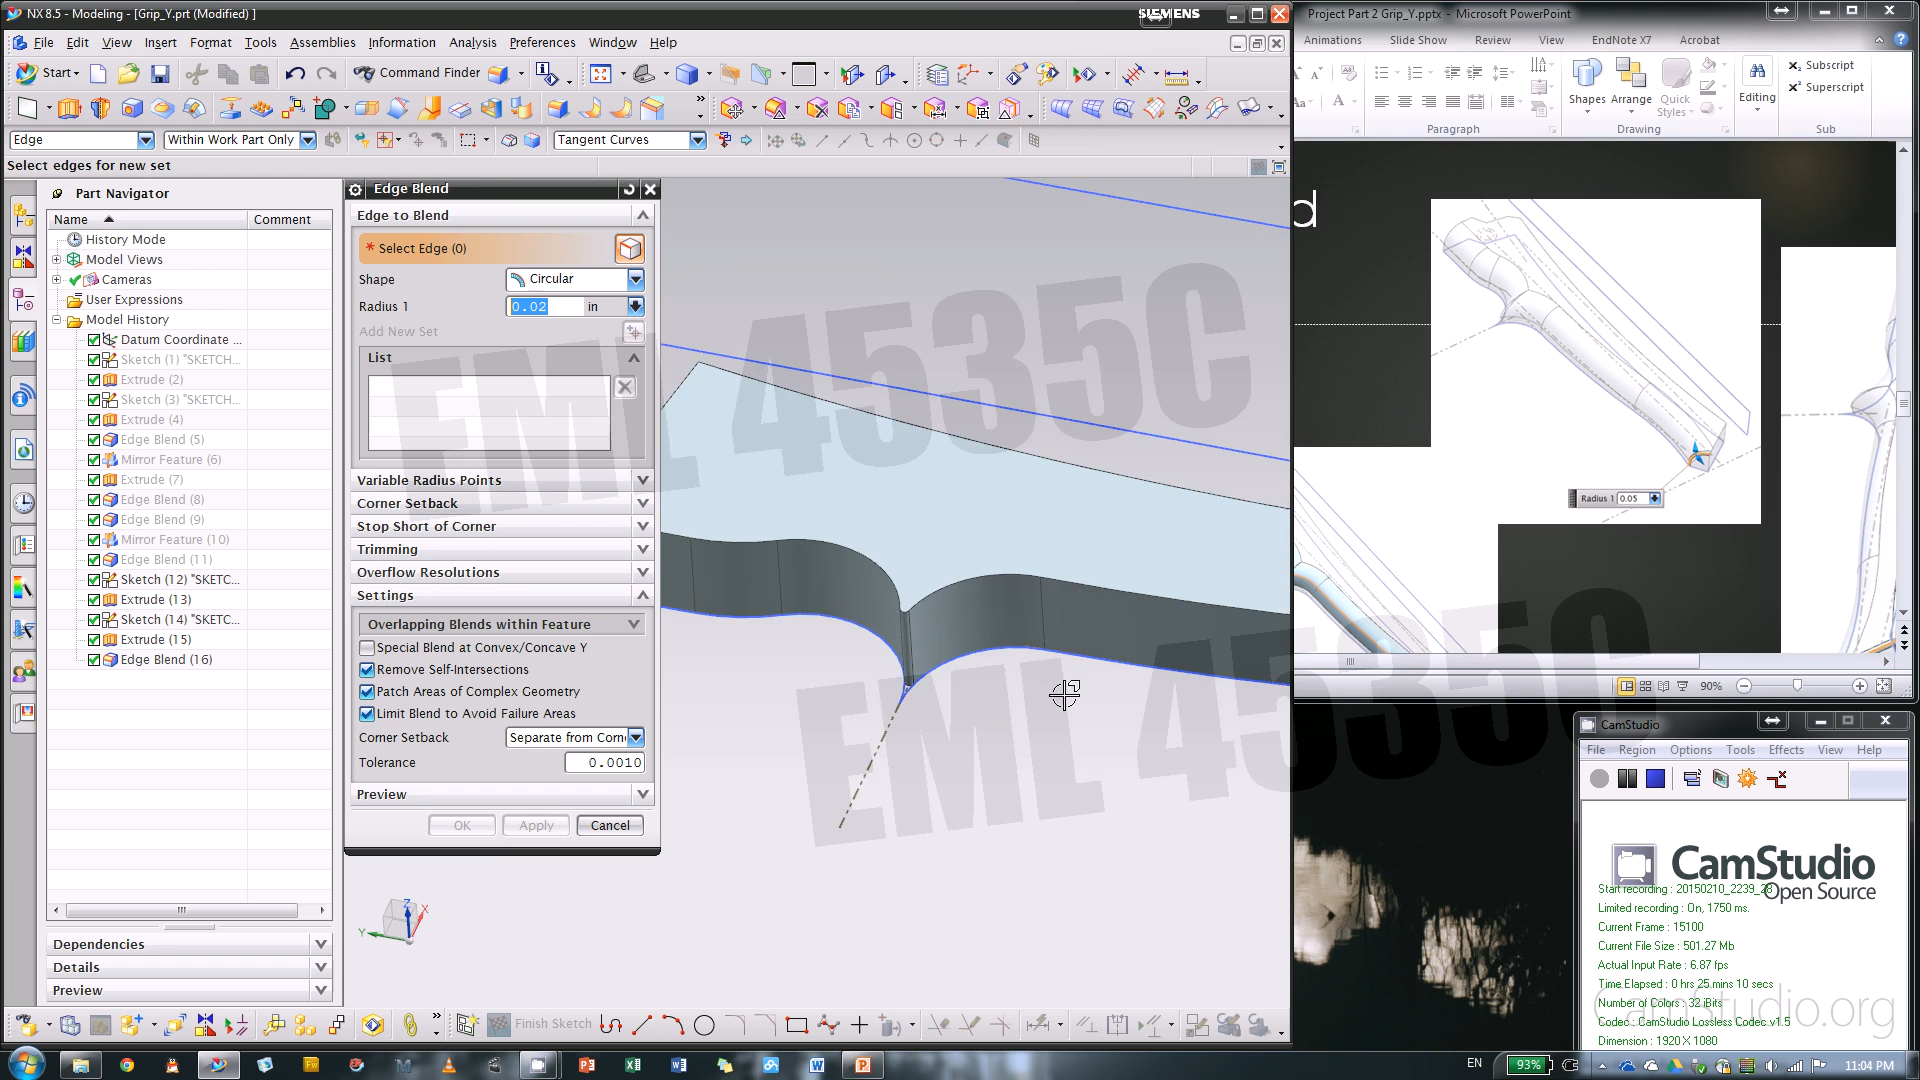 NX 8.5 - Modeling - [Grip_Y.prt (Modified) ]
SIEMENS
File Edit View Insert Format Tools Assemblies Information Analysis Preferences Window Help
Start Command Finder
Edge Within Work Part Only Tangent Curves
Select edges for new set
Part Navigator
Name Comment
History Mode
Model Views
Cameras
User Expressions
Model History
Datum Coordinate ...
Sketch (1) "SKETCH...
Extrude (2)
Sketch (3) "SKETCH...
Extrude (4)
Edge Blend (5)
Mirror Feature (6)
Extrude (7)
Edge Blend (8)
Edge Blend (9)
Mirror Feature (10)
Edge Blend (11)
Sketch (12) "SKETC...
Extrude (13)
Sketch (14) "SKETC...
Extrude (15)
Edge Blend (16)
Dependencies
Details
Preview
Edge Blend
Edge to Blend
* Select Edge (0)
Shape Circular
Radius 1 0.02 in
Add New Set
List
Variable Radius Points
Corner Setback
Stop Short of Corner
Trimming
Overflow Resolutions
Settings
Overlapping Blends within Feature
Special Blend at Convex/Concave Y
Remove Self-Intersections
Patch Areas of Complex Geometry
Limit Blend to Avoid Failure Areas
Corner Setback Separate from Corn
Tolerance 0.0010
Preview
OK Apply Cancel
EML 4535C
EML 4535C
Z X Y
Finish Sketch
Project Part 2 Grip_Y.pptx - Microsoft PowerPoint
Animations Slide Show Review View EndNote X7 Acrobat
Shapes Arrange Quick Styles Editing
Subscript
Superscript
Paragraph Drawing Sub
d
Radius 1 0.05
90%
CamStudio
File Region Options Tools Effects View Help
CamStudio
Open Source
Start recording : 20150210_2239_28
Limited recording : On, 1750 ms.
Current Frame : 15100
Current File Size : 501.27 Mb
Actual Input Rate : 6.87 fps
Time Elapsed : 0 hrs 25 mins 10 secs
Number of Colors : 32 Bits
Codec : CamStudio Lossless Codec v1.5
Dimension : 1920 X 1080
CamStudio.org
EN 93% 11:04 PM